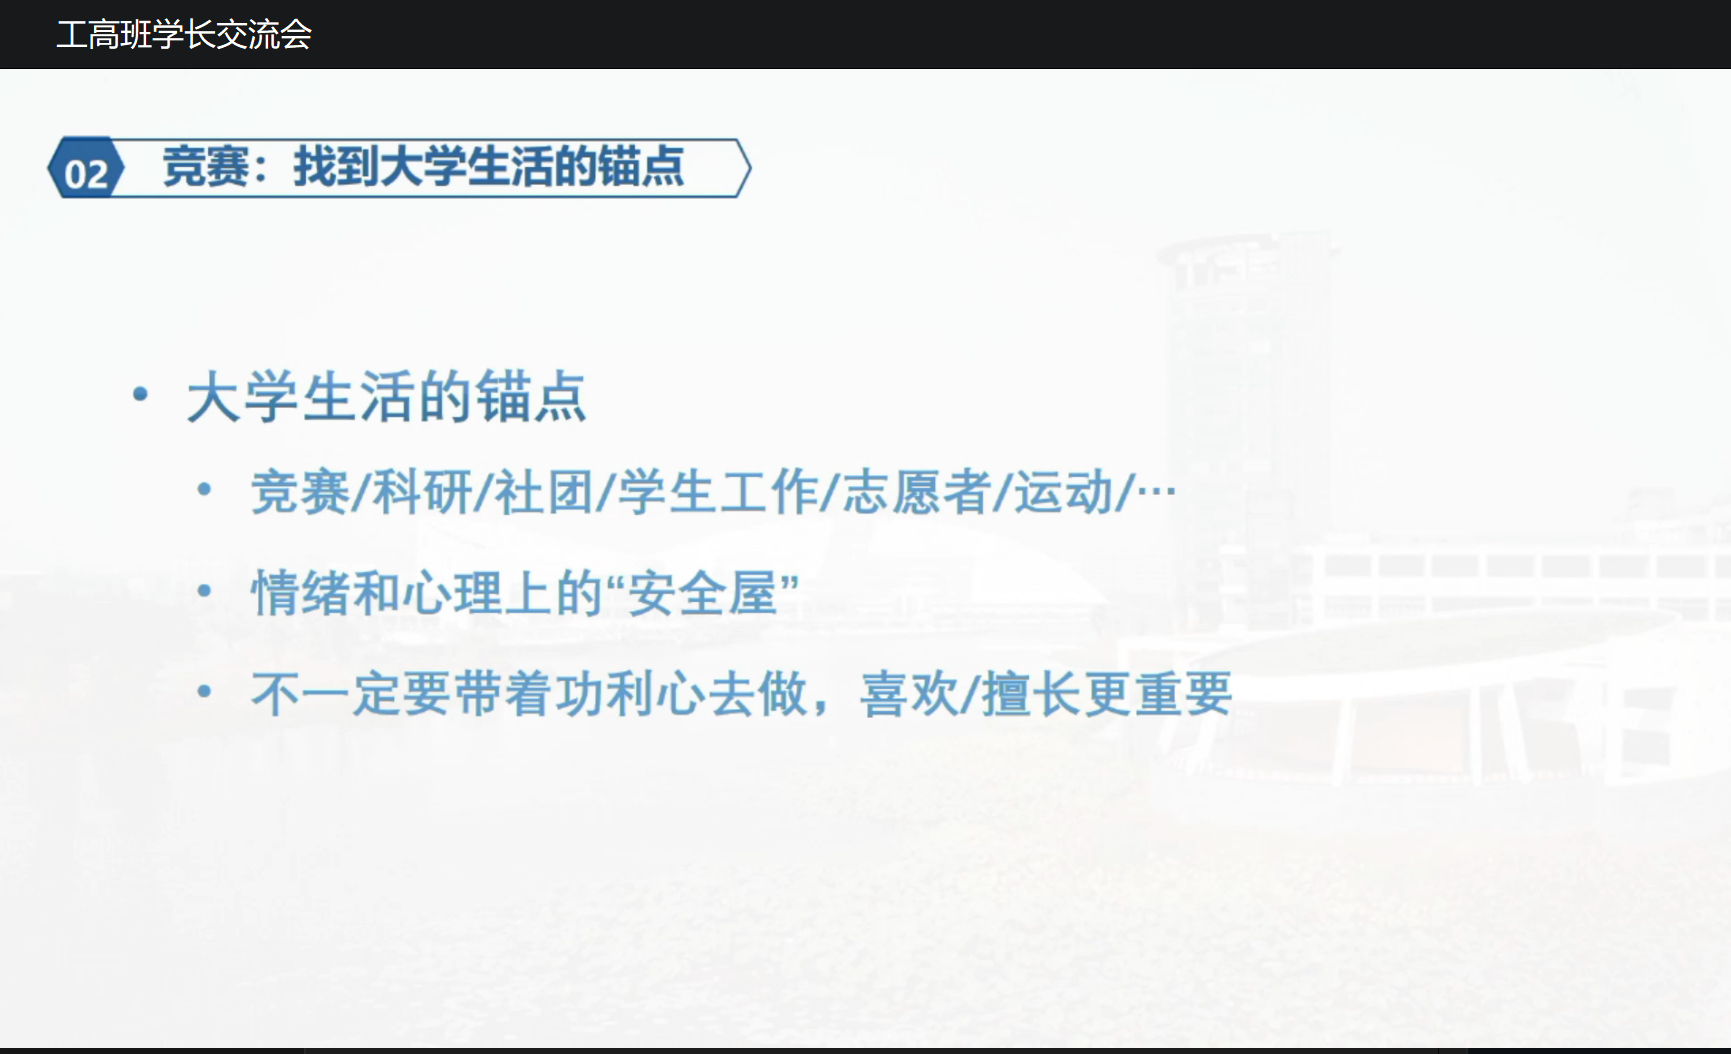 工高班学长交流会
02 竞赛：找到大学生活的锚点
• 大学生活的锚点
• 竞赛/科研/社团/学生工作/志愿者/运动/…
• 情绪和心理上的“安全屋”
• 不一定要带着功利心去做，喜欢/擅长更重要